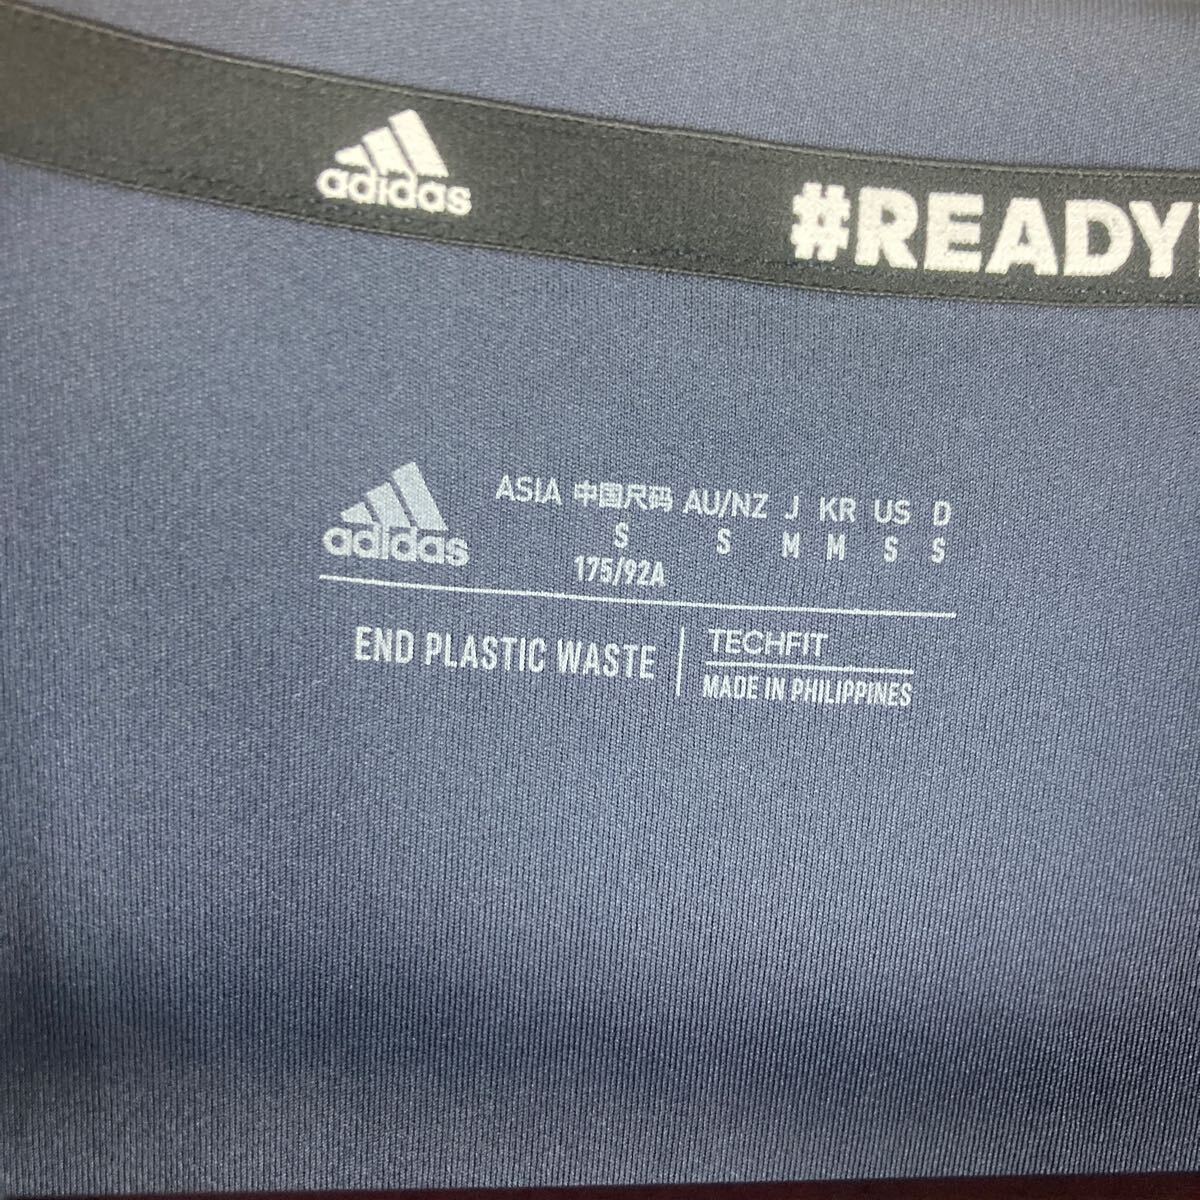 adidas
#READY
adidas
ASIA 中国尺码 AU/NZ J KR US D
S S M M S S
175/92A
END PLASTIC WASTE
TECHFIT
MADE IN PHILIPPINES